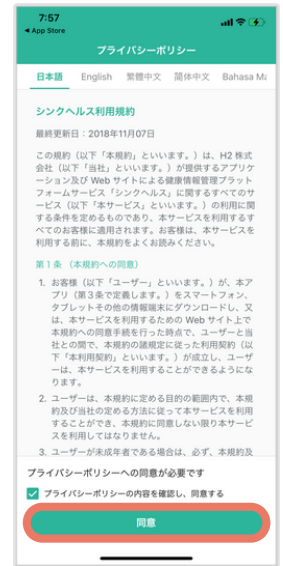 7:57
◀ App Store
プライバシーポリシー
日本語 English 繁體中文 简体中文 Bahasa Ma
シンクヘルス利用規約
最終更新日：2018年11月07日
この規約（以下「本規約」といいます。）は、H2 株式
会社（以下「当社」といいます。）が提供するアプリケ
ーション及び Web サイトによる健康情報管理プラット
フォームサービス「シンクヘルス」に関するすべてのサ
ービス（以下「本サービス」といいます。）の利用に関
する条件を定めるものであり、本サービスを利用するす
べてのお客様に適用されます。お客様は、本サービスを
利用する前に、本規約をよくお読みください。
第１条 （本規約への同意）
1. お客様（以下「ユーザー」といいます。）が、本ア
プリ（第３条で定義します。）をスマートフォン、
タブレットその他の情報端末にダウンロードし、又
は、本サービスを利用するための Web サイト上で
本規約への同意手続を行った時点で、ユーザーと当
社との間で、本規約の諸規定に従った利用契約（以
下「本利用契約」といいます。）が成立し、ユーザ
ーは、本サービスを利用することができるようにな
ります。
2. ユーザーは、本規約に定める目的の範囲内で、本規
約及び当社の定める方法に従って本サービスを利用
することができ、本規約に同意しない限り本サービ
スを利用してはなりません。
3. ユーザーが未成年者である場合は、必ず、本規約及
プライバシーポリシーへの同意が必要です
プライバシーポリシーの内容を確認し、同意する
同意